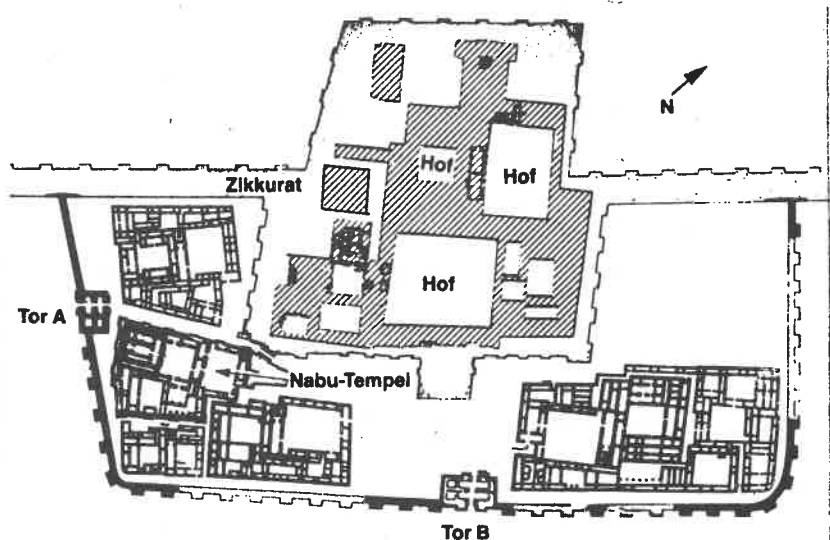 N
Hof
Hof
Zikkurat
Hof
Tor A
Nabu-Tempel
Tor B